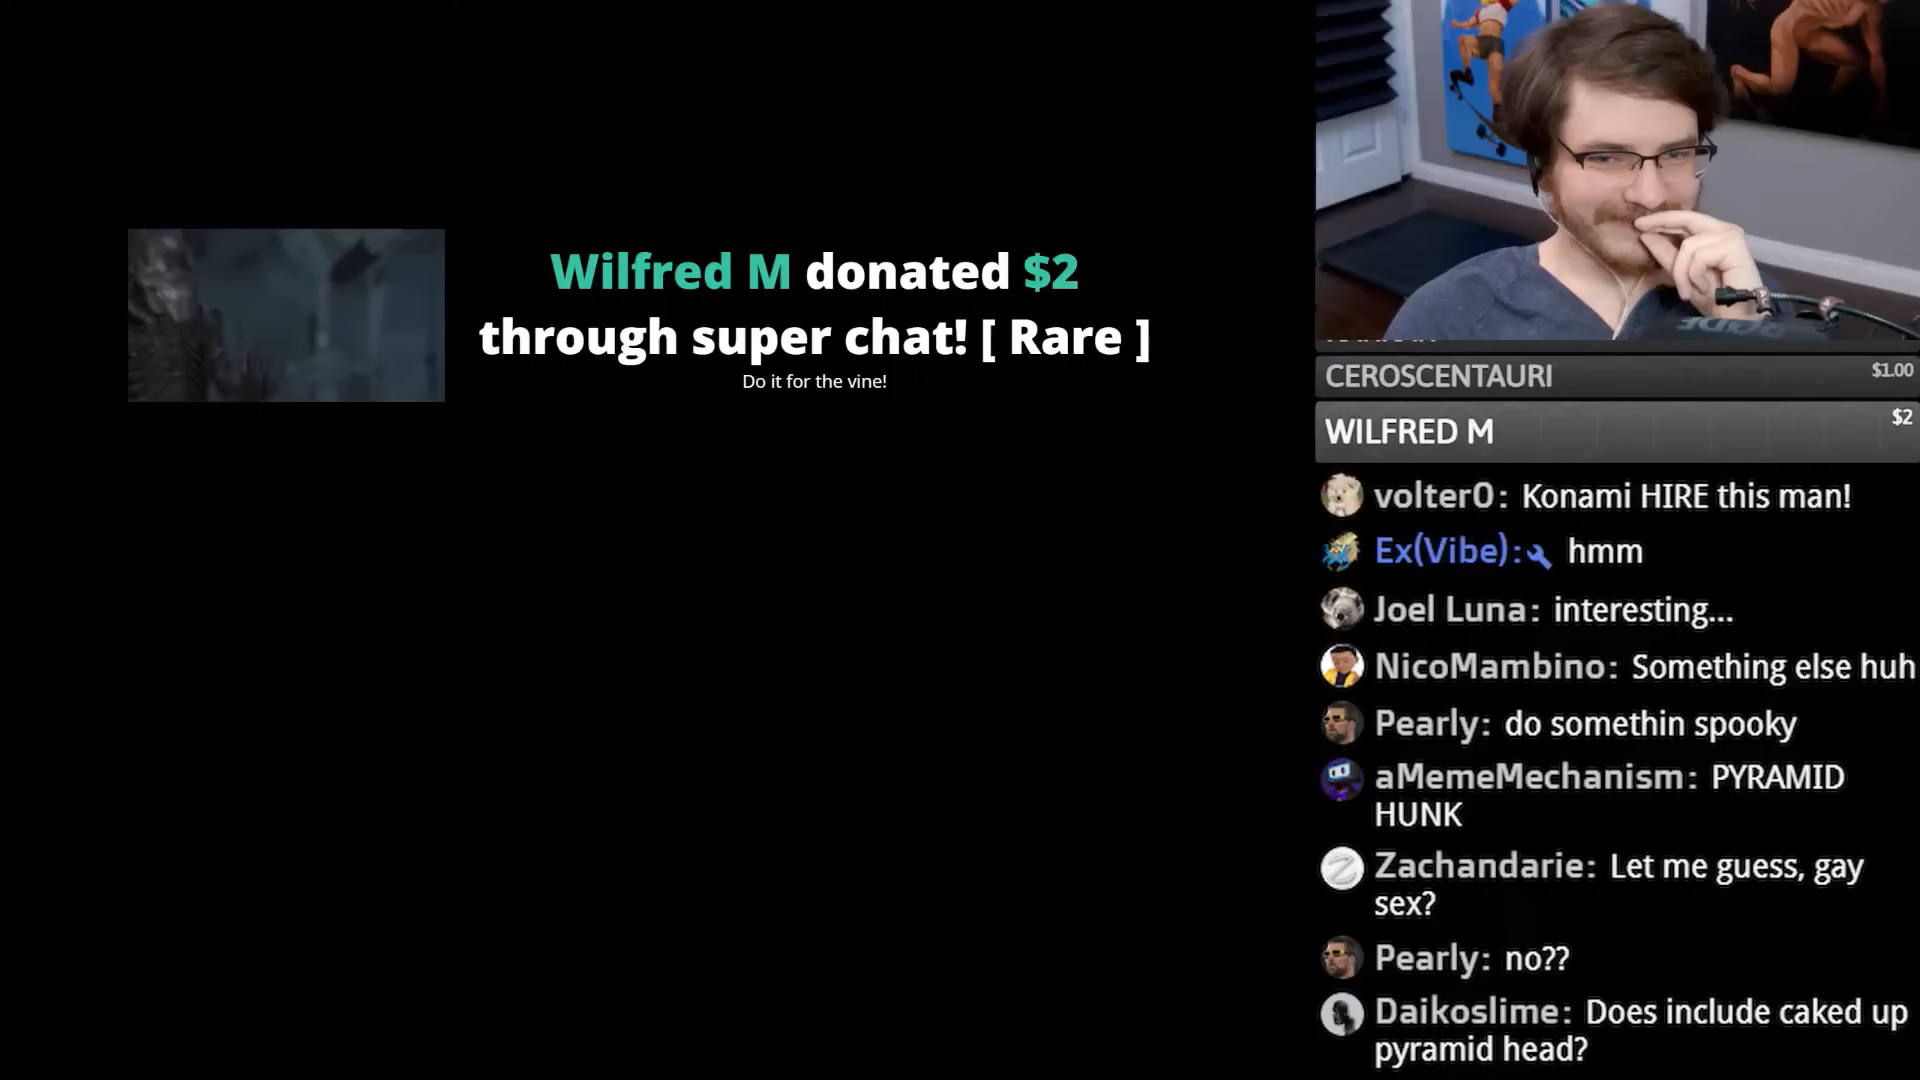 Wilfred M donated $2
through super chat! [ Rare ]
Do it for the vine!
CEROSCENTAURI $1.00
WILFRED M $2
volter0: Konami HIRE this man!
Ex(Vibe): hmm
Joel Luna: interesting...
NicoMambino: Something else huh
Pearly: do somethin spooky
aMemeMechanism: PYRAMID
HUNK
Zachandarie: Let me guess, gay
sex?
Pearly: no??
Daikoslime: Does include caked up
pyramid head?